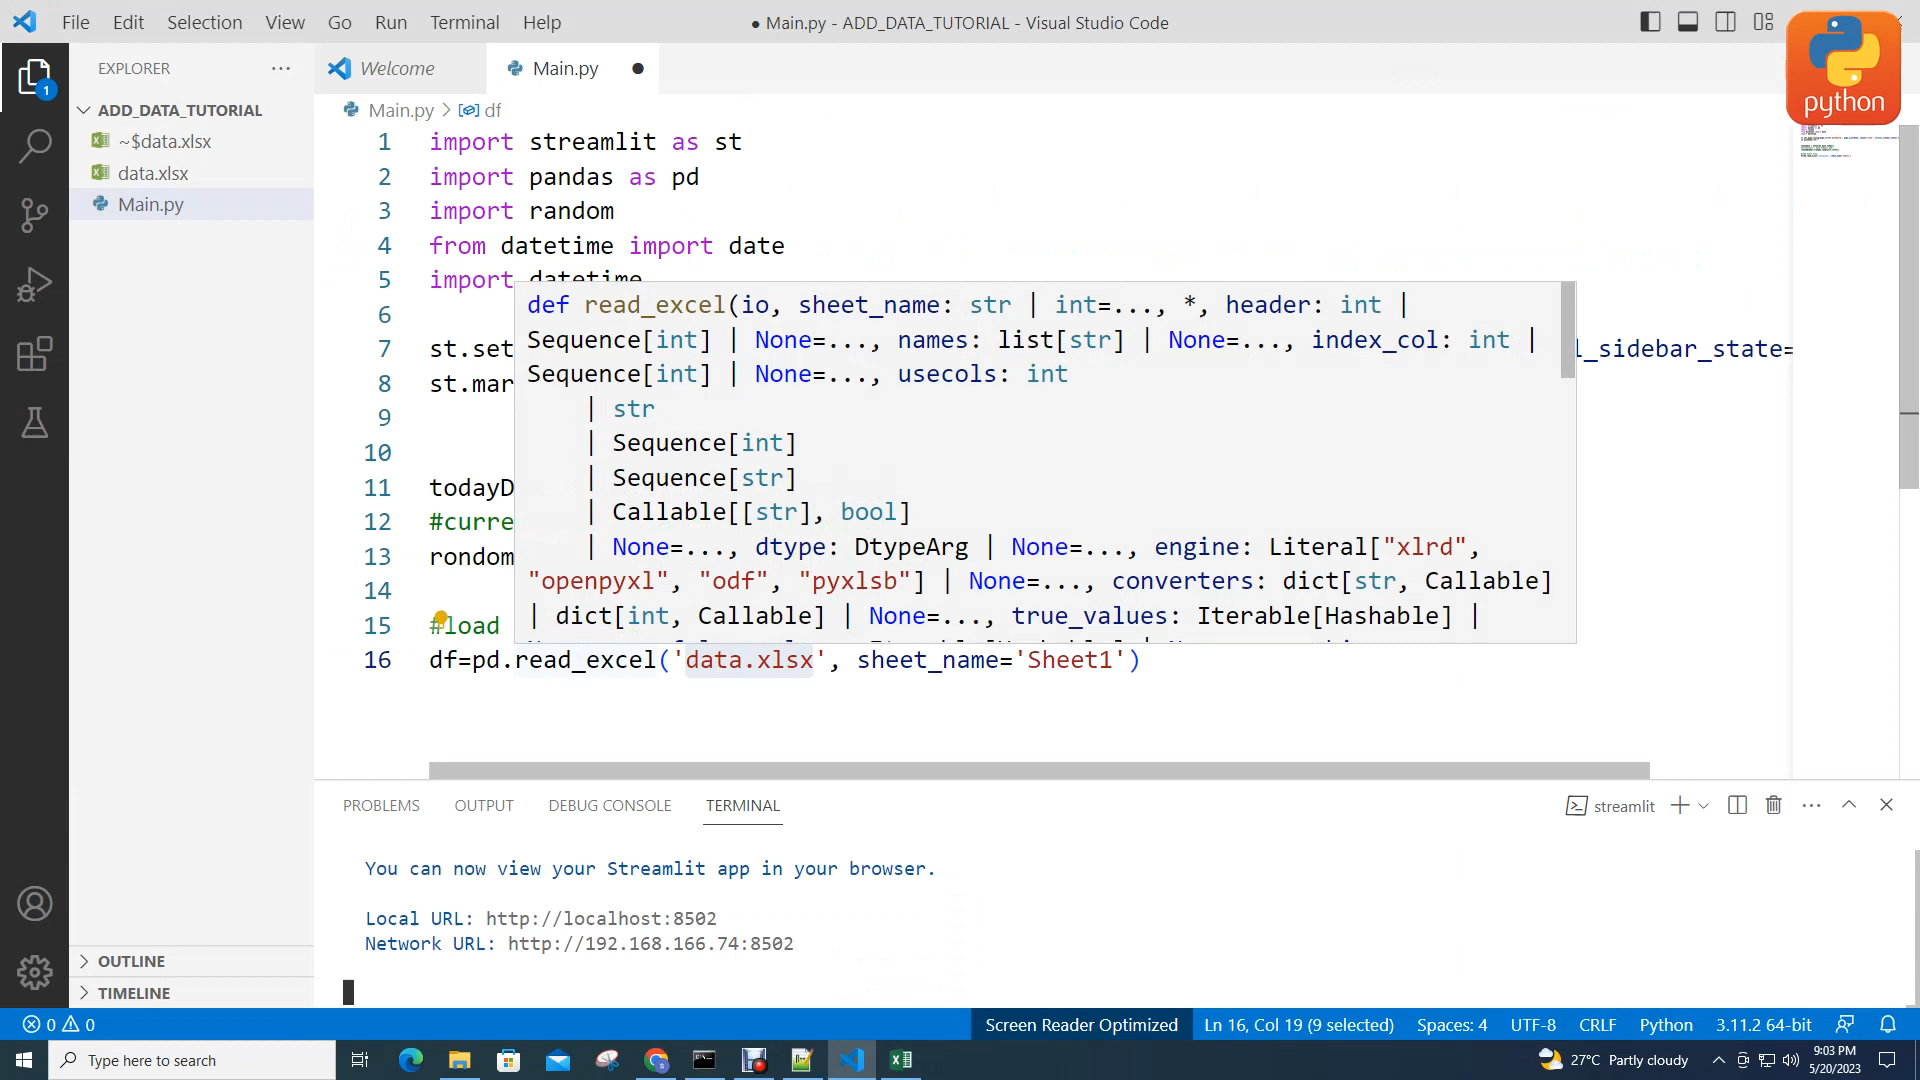 File Edit Selection View Go Run Terminal Help
● Main.py - ADD_DATA_TUTORIAL - Visual Studio Code
python
EXPLORER ···
Welcome
Main.py
ADD_DATA_TUTORIAL
~$data.xlsx
data.xlsx
Main.py
1
Main.py > df
1 import streamlit as st
2 import pandas as pd
3 import random
4 from datetime import date
5 import datetime
6
7 st.set
l_sidebar_state=
8 st.mar
9
10
11 todayD
12 #curre
13 rondom
14
15 #load
16 df=pd.read_excel('data.xlsx', sheet_name='Sheet1')
def read_excel(io, sheet_name: str | int=..., *, header: int |
Sequence[int] | None=..., names: list[str] | None=..., index_col: int |
Sequence[int] | None=..., usecols: int
| str
| Sequence[int]
| Sequence[str]
| Callable[[str], bool]
| None=..., dtype: DtypeArg | None=..., engine: Literal["xlrd",
"openpyxl", "odf", "pyxlsb"] | None=..., converters: dict[str, Callable]
| dict[int, Callable] | None=..., true_values: Iterable[Hashable] |
PROBLEMS OUTPUT DEBUG CONSOLE TERMINAL
streamlit
You can now view your Streamlit app in your browser.
Local URL: http://localhost:8502
Network URL: http://192.168.166.74:8502
OUTLINE
TIMELINE
0 0
Screen Reader Optimized Ln 16, Col 19 (9 selected) Spaces: 4 UTF-8 CRLF Python 3.11.2 64-bit
Type here to search
27°C Partly cloudy
9:03 PM
5/20/2023